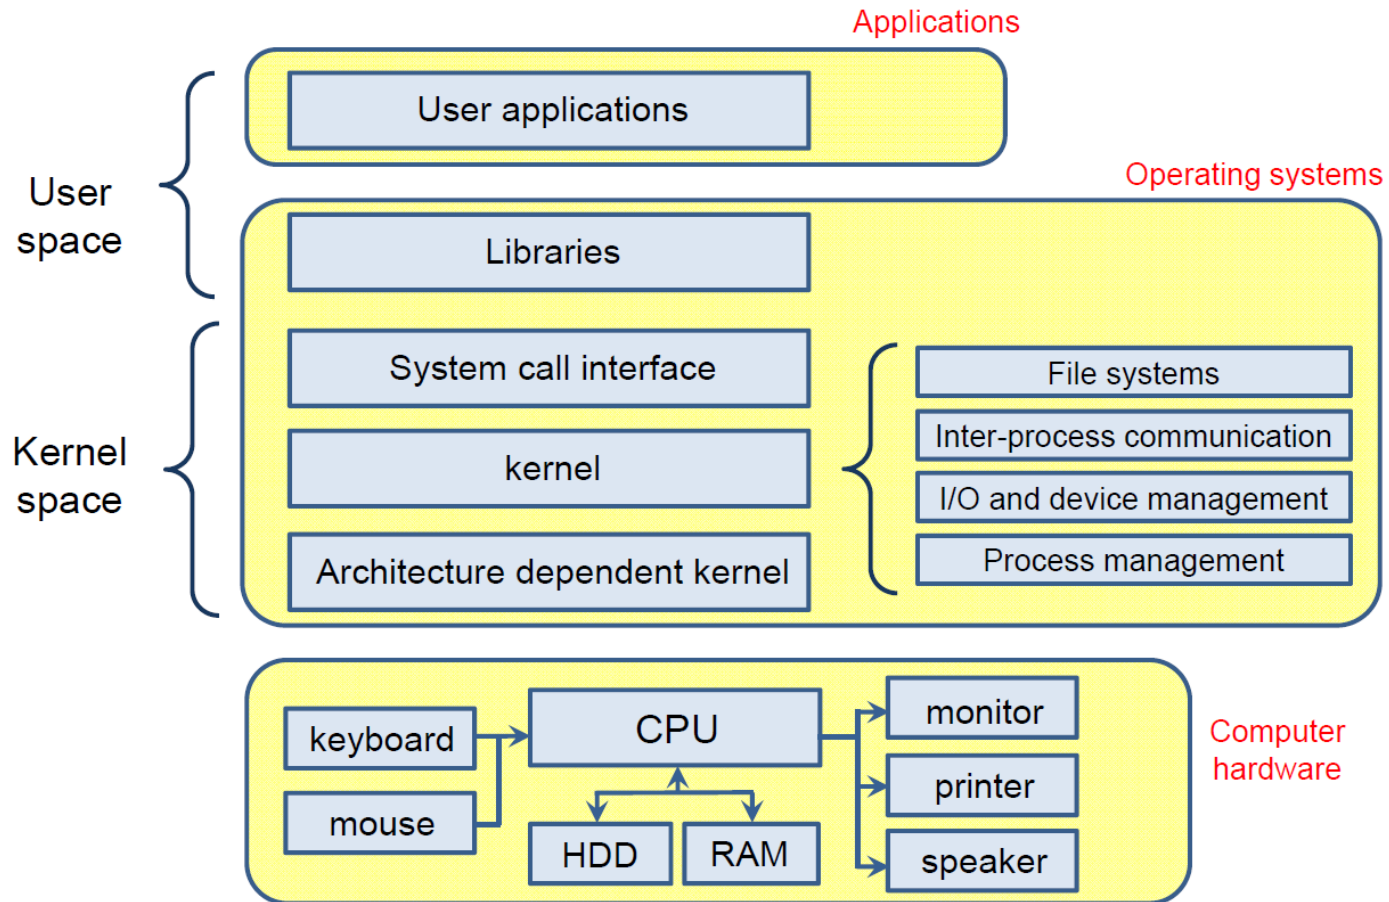 Applications
User applications
User
space
Operating systems
Libraries
System call interface
kernel
Architecture dependent kernel
Kernel
space
File systems
Inter-process communication
I/O and device management
Process management
keyboard
mouse
CPU
HDD
RAM
monitor
printer
speaker
Computer
hardware